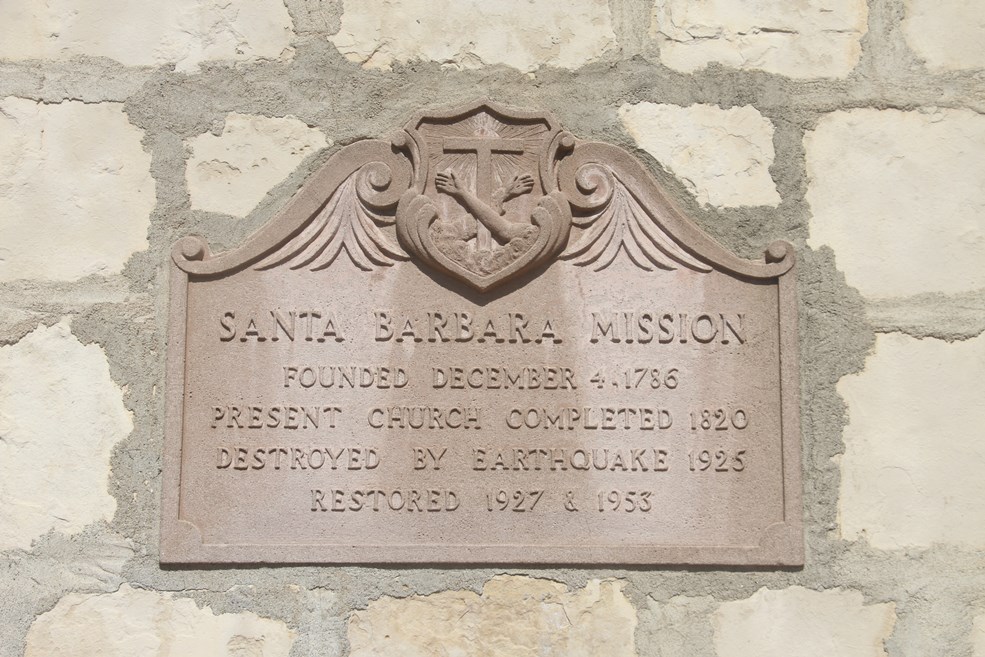 SANTA BARBARA MISSION
FOUNDED DECEMBER 4, 1786
PRESENT CHURCH COMPLETED 1820
DESTROYED BY EARTHQUAKE 1925
RESTORED 1927 & 1953